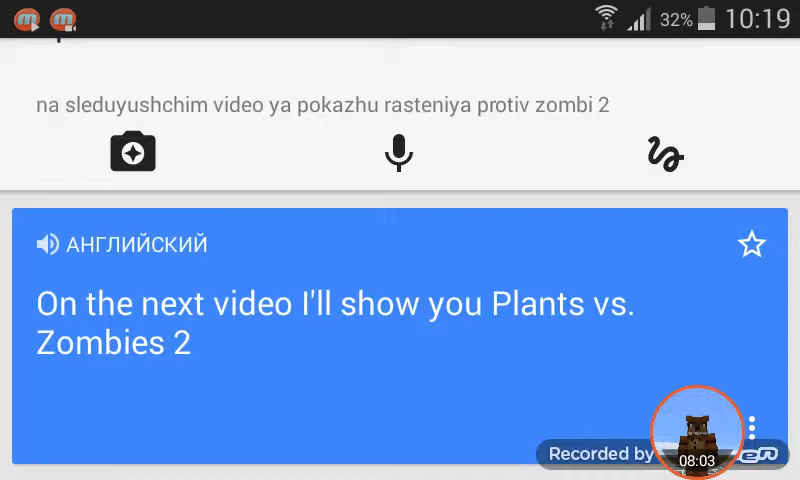 32% 10:19
na sleduyushchim video ya pokazhu rasteniya protiv zombi 2
АНГЛИЙСКИЙ
On the next video I'll show you Plants vs.
Zombies 2
Recorded by
08:03